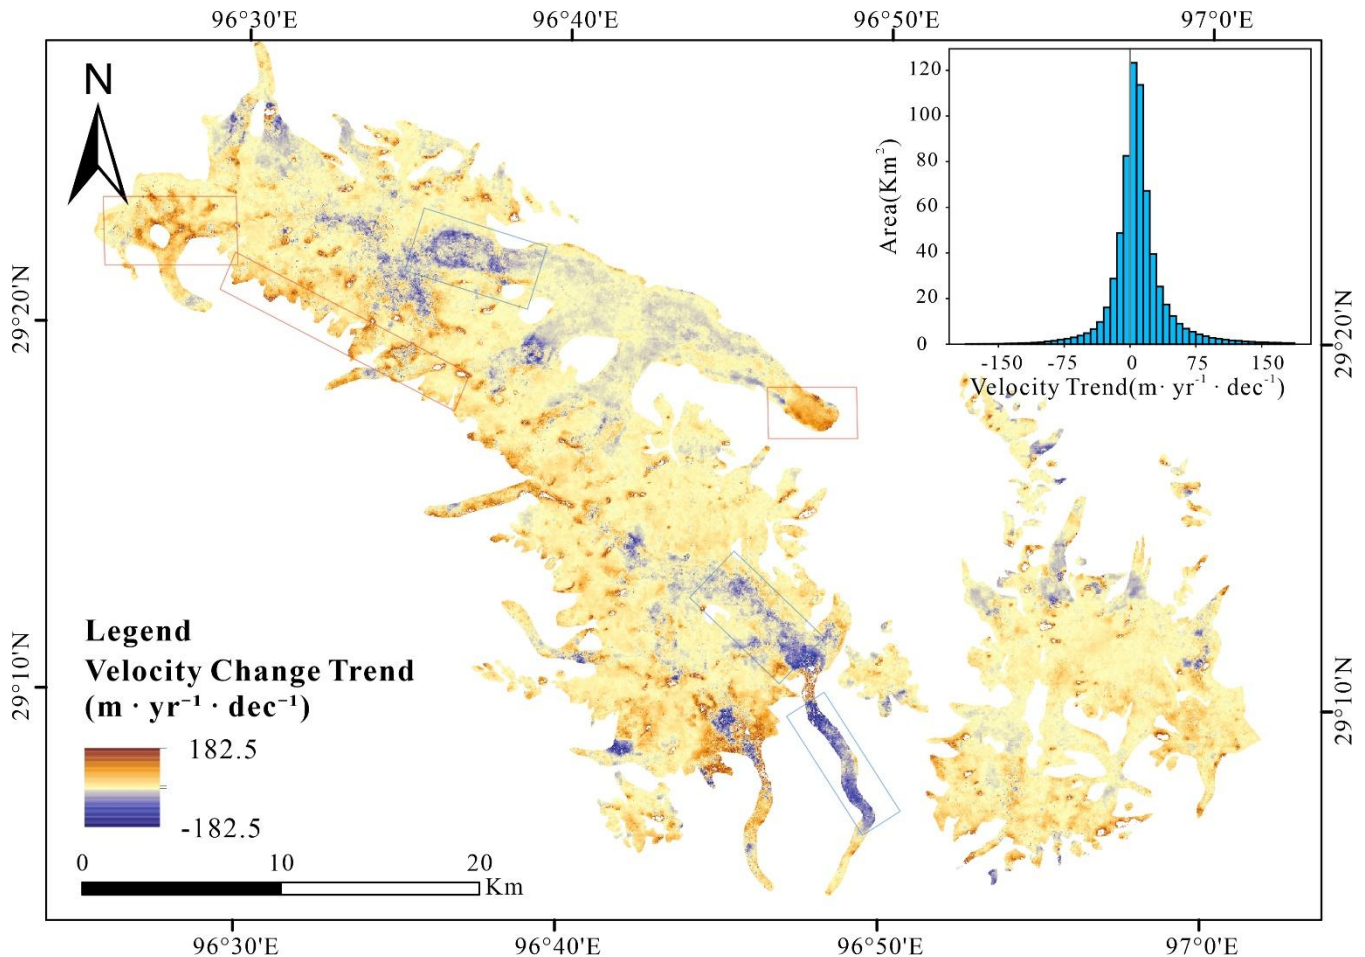 96°30'E 96°40'E 96°50'E 97°0'E
N
120
100
80
60
40
20
0
Area(Km²)
-150 -75 0 75 150
Velocity Trend(m· yr⁻¹ · dec⁻¹)
29°20'N
29°20'N
29°10'N
29°10'N
Legend
Velocity Change Trend
(m · yr⁻¹ · dec⁻¹)
182.5
-182.5
0 10 20
Km
96°30'E 96°40'E 96°50'E 97°0'E